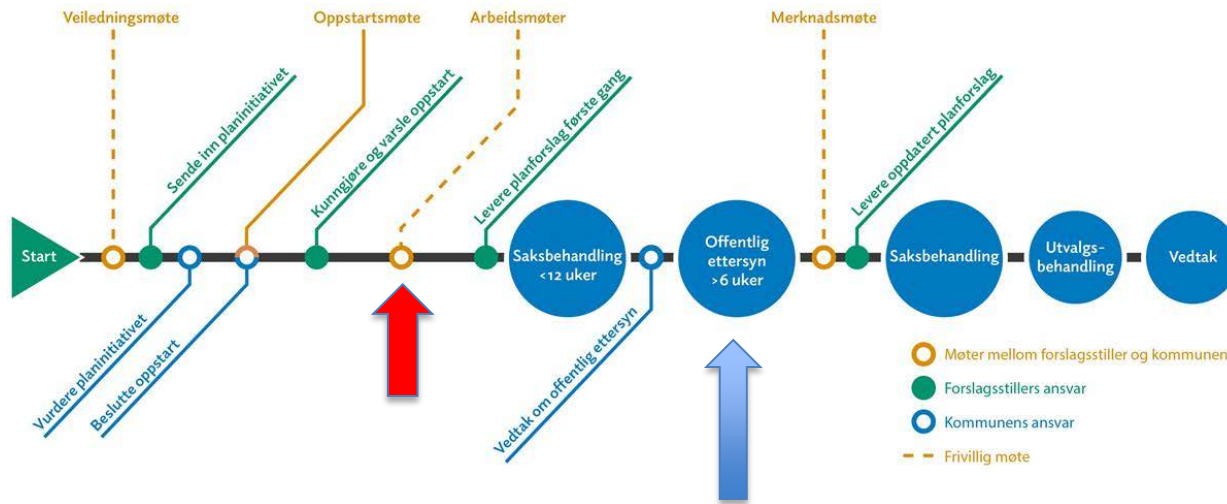 Veiledningsmøte
Oppstartsmøte
Arbeidsmøter
Merknadsmøte
Sende inn planinitiativet
Kunngjøre og varsle oppstart
Levere planforslag første gang
Levere oppdatert planforslag
Start
Saksbehandling
<12 uker
Offentlig
ettersyn
>6 uker
Saksbehandling
Utvalgs-
behandling
Vedtak
Vurdere planinitiativet
Beslutte oppstart
Vedtak om offentlig ettersyn
Møter mellom forslagsstiller og kommunen
Forslagsstillers ansvar
Kommunens ansvar
Frivillig møte